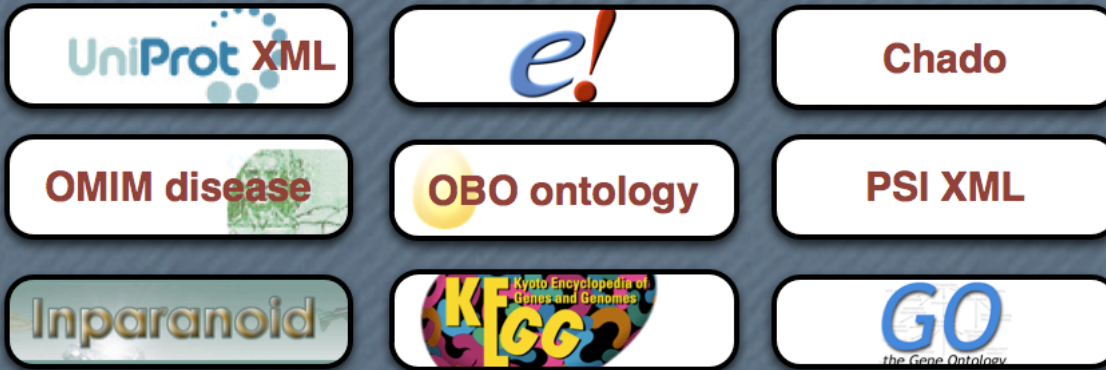 UniProt XML
e!
Chado
OMIM disease
OBO ontology
PSI XML
Inparanoid
KEGG
Kyoto Encyclopedia of
Genes and Genomes
GO
the Gene Ontology